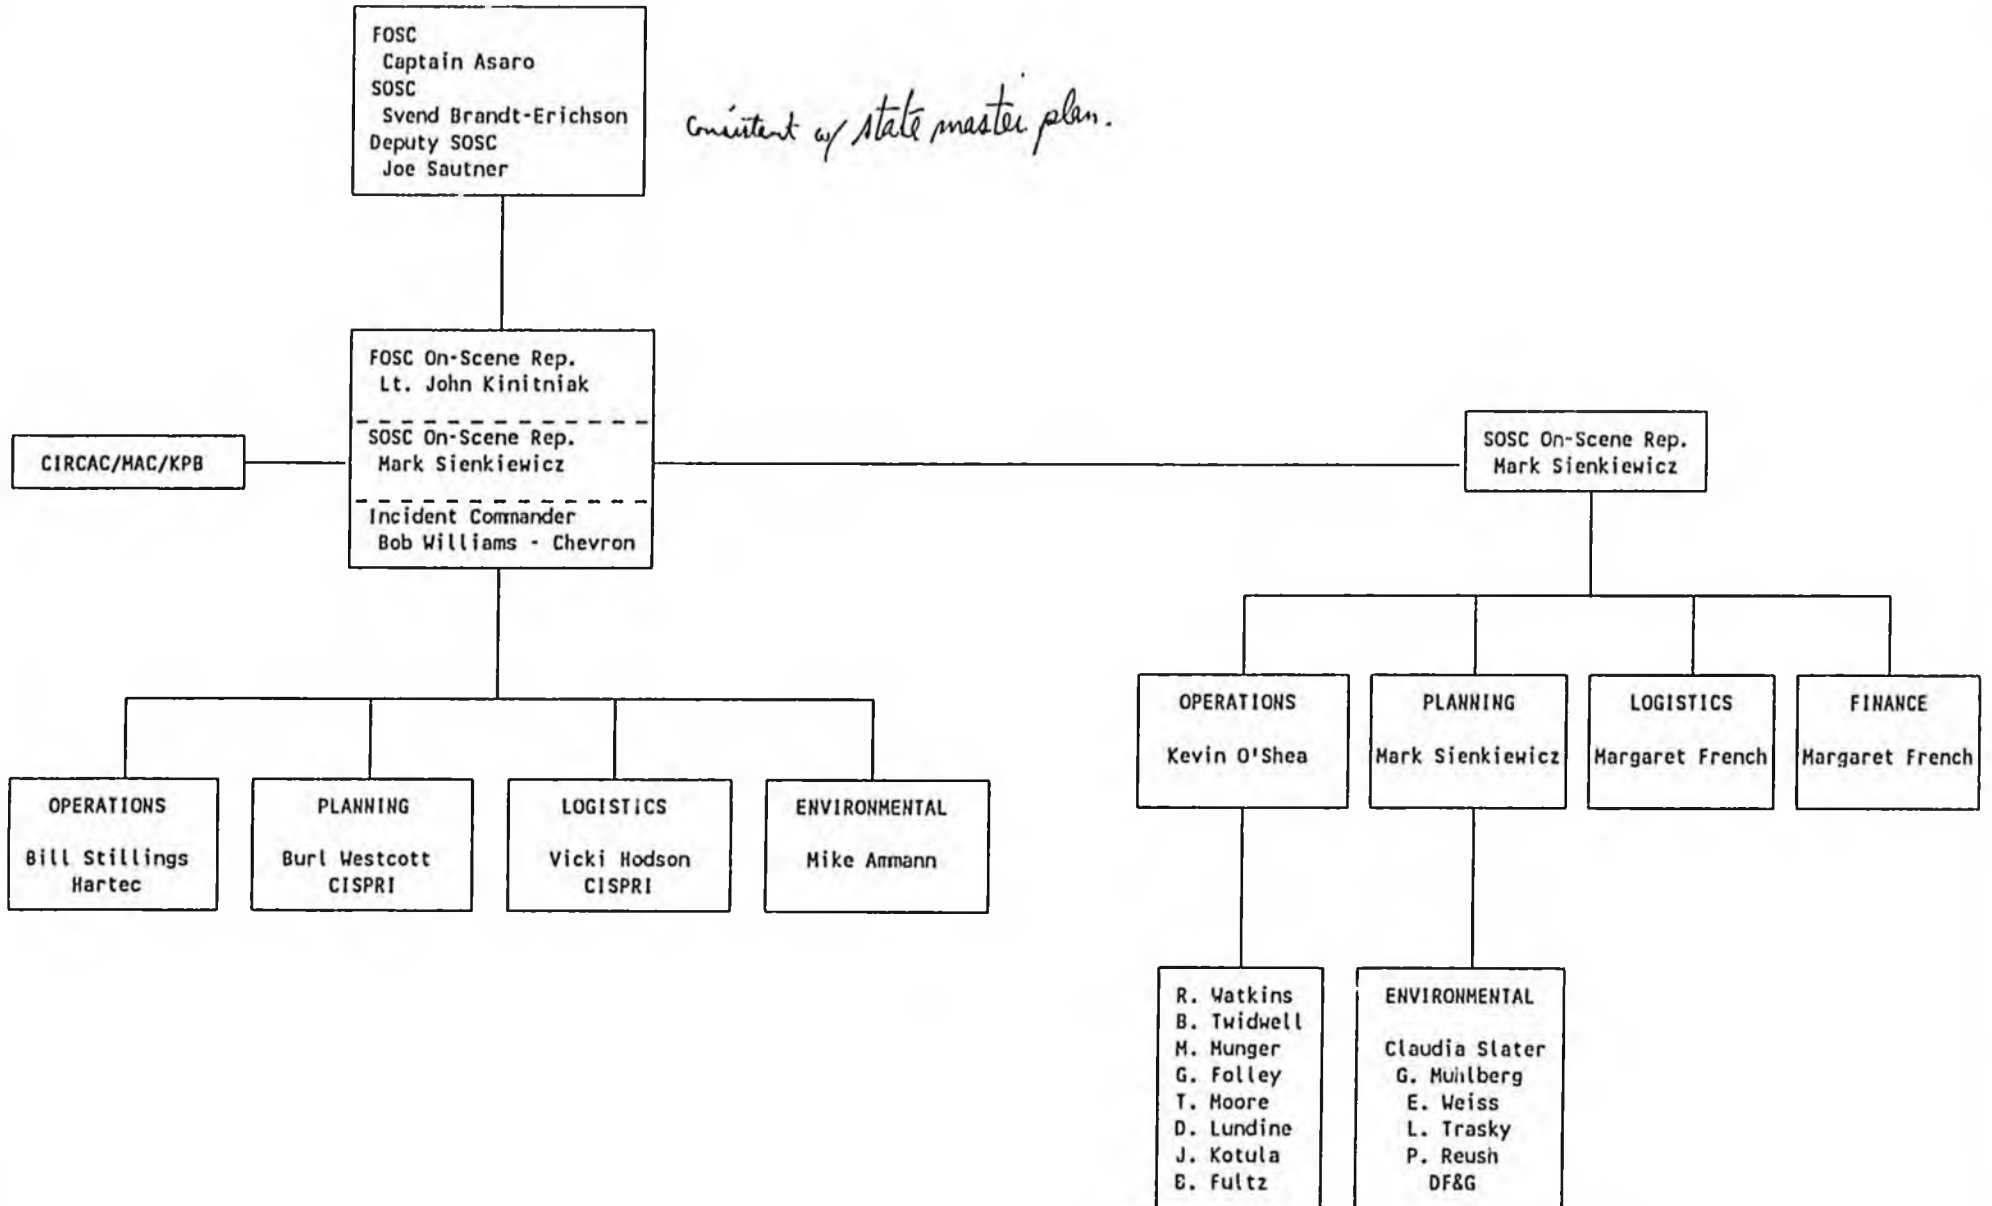 FOSC
Captain Asaro
SOSC
Svend Brandt-Erichson
Deputy SOSC
Joe Sautner
consistent w/ state master plan.
FOSC On-Scene Rep.
Lt. John Kinitniak
SOSC On-Scene Rep.
Mark Sienkiewicz
Incident Commander
Bob Williams - Chevron
CIRCAC/MAC/KPB
SOSC On-Scene Rep.
Mark Sienkiewicz
OPERATIONS
Bill Stillings
Hartec
PLANNING
Burl Westcott
CISPRI
LOGISTICS
Vicki Hodson
CISPRI
ENVIRONMENTAL
Mike Ammann
OPERATIONS
Kevin O'Shea
PLANNING
Mark Sienkiewicz
LOGISTICS
Margaret French
FINANCE
Margaret French
R. Watkins
B. Twidwell
M. Munger
G. Folley
T. Moore
D. Lundine
J. Kotula
B. Fultz
ENVIRONMENTAL
Claudia Slater
G. Muhlberg
E. Weiss
L. Trasky
P. Reush
DF&G